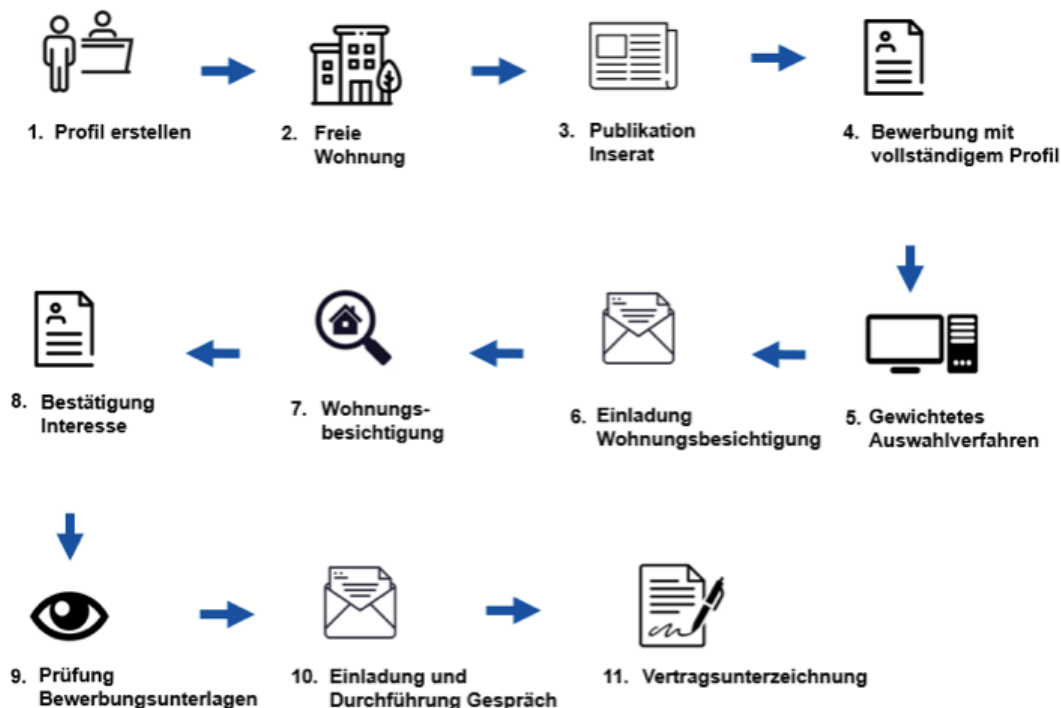 1. Profil erstellen
2. Freie
Wohnung
3. Publikation
Inserat
4. Bewerbung mit
vollständigem Profil
5. Gewichtetes
Auswahlverfahren
6. Einladung
Wohnungsbesichtigung
7. Wohnungs-
besichtigung
8. Bestätigung
Interesse
9. Prüfung
Bewerbungsunterlagen
10. Einladung und
Durchführung Gespräch
11. Vertragsunterzeichnung